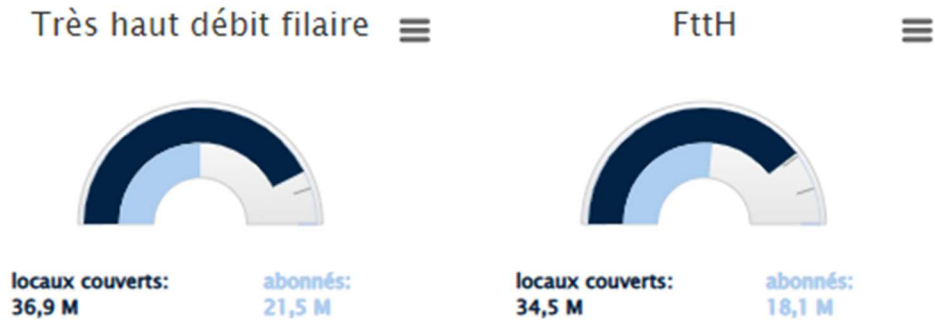 Très haut débit filaire
FttH
locaux couverts:
36,9 M
abonnés:
21,5 M
locaux couverts:
34,5 M
abonnés:
18,1 M